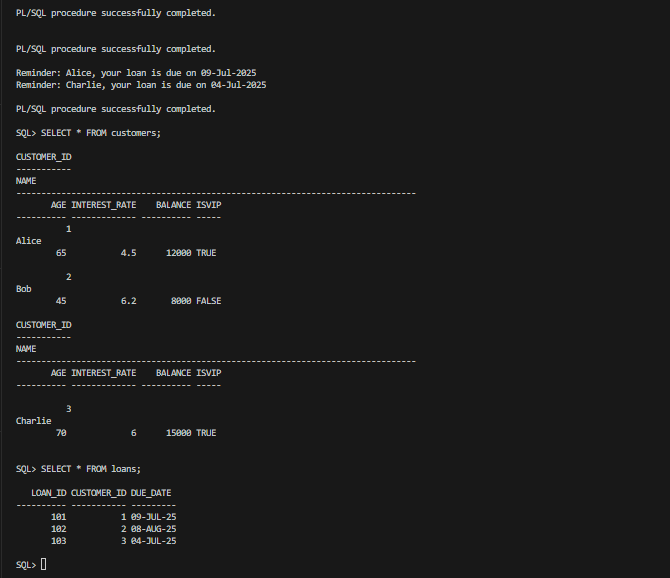 PL/SQL procedure successfully completed.
PL/SQL procedure successfully completed.
Reminder: Alice, your loan is due on 09-Jul-2025
Reminder: Charlie, your loan is due on 04-Jul-2025
PL/SQL procedure successfully completed.
SQL> SELECT * FROM customers;
CUSTOMER_ID
-----------
NAME
--------------------------------------------------------------------------------
       AGE INTEREST_RATE    BALANCE ISVIP
---------- ------------- ---------- -----
          1
Alice
        65           4.5      12000 TRUE
          2
Bob
        45           6.2       8000 FALSE
CUSTOMER_ID
-----------
NAME
--------------------------------------------------------------------------------
       AGE INTEREST_RATE    BALANCE ISVIP
---------- ------------- ---------- -----
          3
Charlie
        70             6      15000 TRUE
SQL> SELECT * FROM loans;
   LOAN_ID CUSTOMER_ID DUE_DATE
---------- ----------- ---------
       101           1 09-JUL-25
       102           2 08-AUG-25
       103           3 04-JUL-25
SQL>